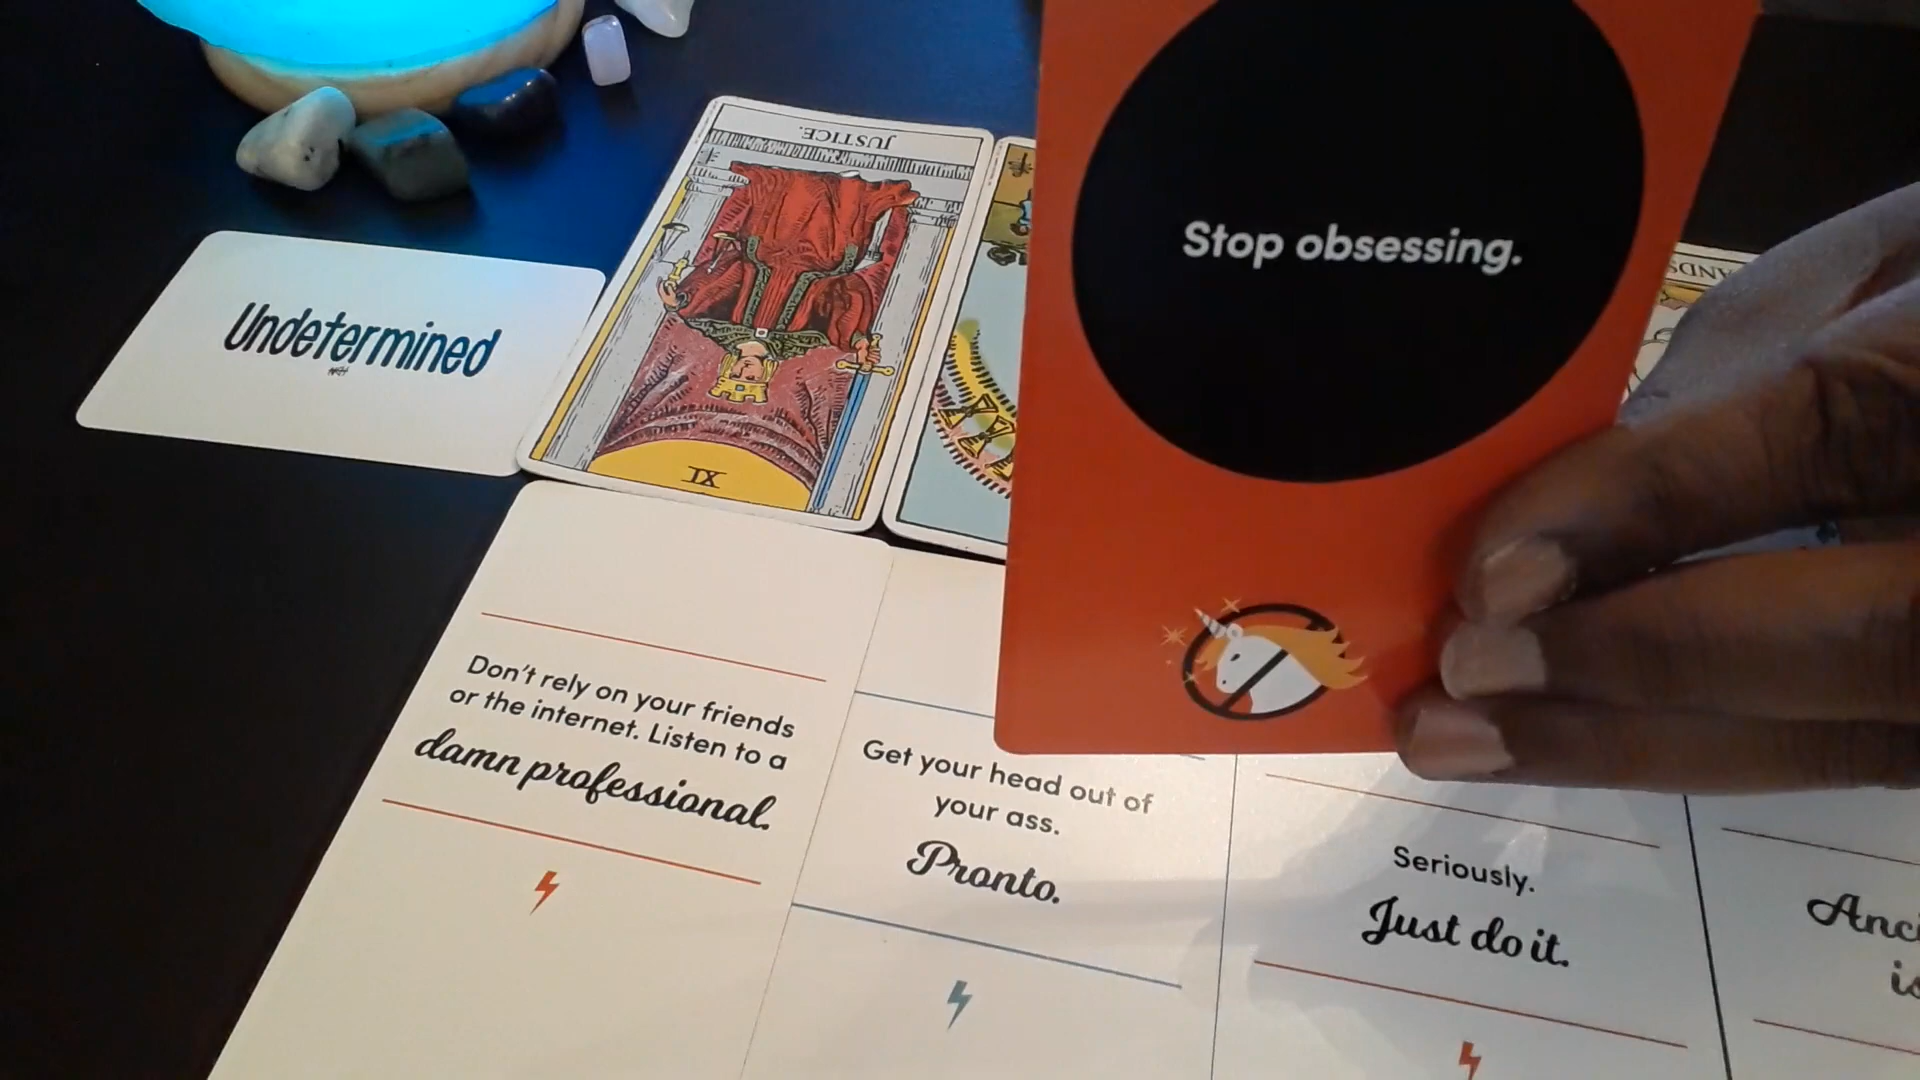 JUSTICE.
XI
Undetermined
Stop obsessing.
Don't rely on your friends
or the internet. Listen to a
damn professional.
Get your head out of
your ass.
Pronto.
Seriously.
Just do it.